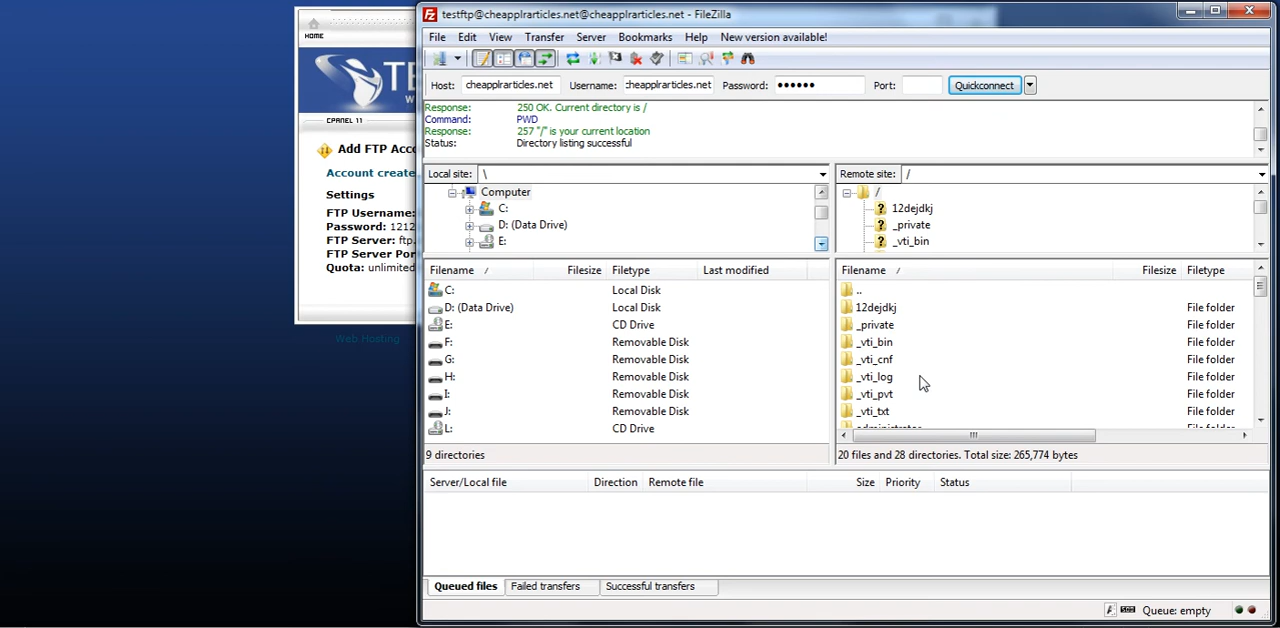 testftp@cheapplrarticles.net@cheapplrarticles.net - FileZilla
File Edit View Transfer Server Bookmarks Help New version available!
Host: cheapplrarticles.net Username: cheapplrarticles.net Password: •••••• Port: Quickconnect
Response: 250 OK. Current directory is /
Command: PWD
Response: 257 "/" is your current location
Status: Directory listing successful
Local site: \
Computer
C:
D: (Data Drive)
E:
Remote site: /
/
12dejdkj
_private
_vti_bin
Filename / Filesize Filetype Last modified
C: Local Disk
D: (Data Drive) Local Disk
E: CD Drive
F: Removable Disk
G: Removable Disk
H: Removable Disk
I: Removable Disk
J: Removable Disk
L: CD Drive
9 directories
Filename / Filesize Filetype
..
12dejdkj File folder
_private File folder
_vti_bin File folder
_vti_cnf File folder
_vti_log File folder
_vti_pvt File folder
_vti_txt File folder
20 files and 28 directories. Total size: 265,774 bytes
Server/Local file Direction Remote file Size Priority Status
Queued files Failed transfers Successful transfers
Queue: empty
HOME
TE
W
CPANEL 11
Add FTP Acco
Account create
Settings
FTP Username:
Password: 1212
FTP Server: ftp.
FTP Server Por
Quota: unlimited
Web Hosting